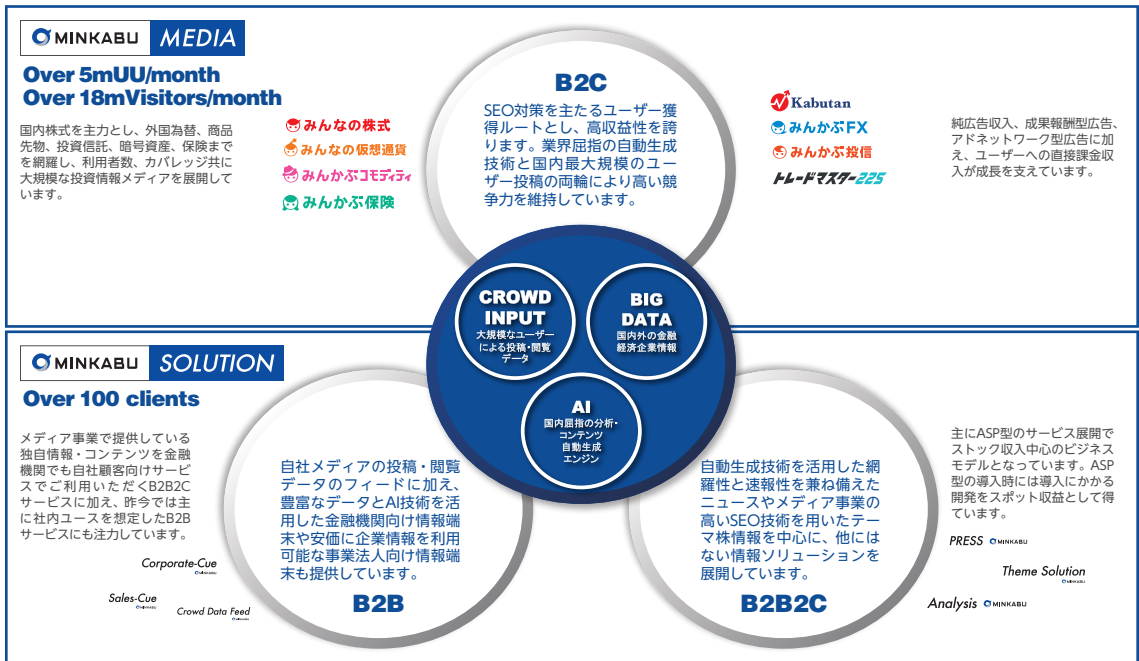 MINKABU MEDIA
Over 5mUU/month
Over 18mVisitors/month
国内株式を主力とし、外国為替、商品
先物、投資信託、暗号資産、保険まで
を網羅し、利用者数、カバレッジ共に
大規模な投資情報メディアを展開して
います。
みんなの株式
みんなの仮想通貨
みんかぶコモディティ
みんかぶ保険
B2C
SEO対策を主たるユーザー獲
得ルートとし、高収益性を誇
ります。業界屈指の自動生成
技術と国内最大規模のユー
ザー投稿の両輪により高い競
争力を維持しています。
Kabutan
みんかぶFX
みんかぶ投信
トレードマスター225
純広告収入、成果報酬型広告、
アドネットワーク型広告に加
え、ユーザーへの直接課金収
入が成長を支えています。
CROWD
INPUT
大規模なユーザー
による投稿・閲覧
データ
BIG
DATA
国内外の金融
経済企業情報
AI
国内屈指の分析・
コンテンツ
自動生成
エンジン
MINKABU SOLUTION
Over 100 clients
メディア事業で提供している
独自情報・コンテンツを金融
機関でも自社顧客向けサービ
スでご利用いただくB2B2C
サービスに加え、昨今では主
に社内ユースを想定したB2B
サービスにも注力しています。
Corporate-Cue
MINKABU
Sales-Cue
MINKABU
Crowd Data Feed
MINKABU
自社メディアの投稿・閲覧
データのフィードに加え、
豊富なデータとAI技術を活
用した金融機関向け情報端
末や安価に企業情報を利用
可能な事業法人向け情報端
末も提供しています。
B2B
自動生成技術を活用した網
羅性と速報性を兼ね備えた
ニュースやメディア事業の
高いSEO技術を用いたテー
マ株情報を中心に、他には
ない情報ソリューションを
展開しています。
B2B2C
主にASP型のサービス展開で
ストック収入中心のビジネス
モデルとなっています。ASP
型の導入時には導入にかかる
開発をスポット収益として得
ています。
PRESS MINKABU
Theme Solution
MINKABU
Analysis MINKABU